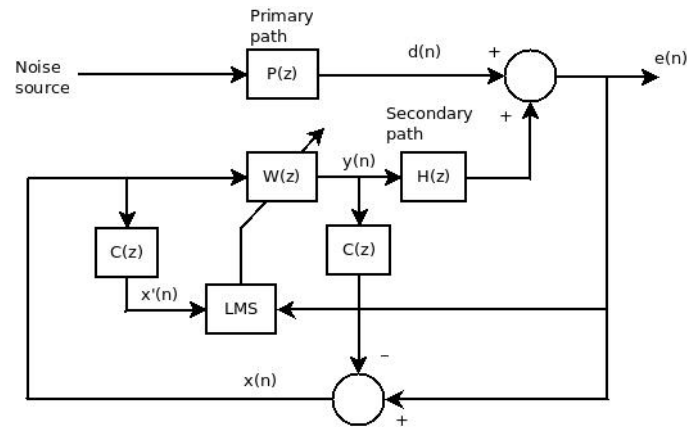 Primary
path
Noise
source
P(z)
d(n)
+
e(n)
+
Secondary
path
W(z)
y(n)
H(z)
C(z)
C(z)
x'(n)
LMS
x(n)
–
+